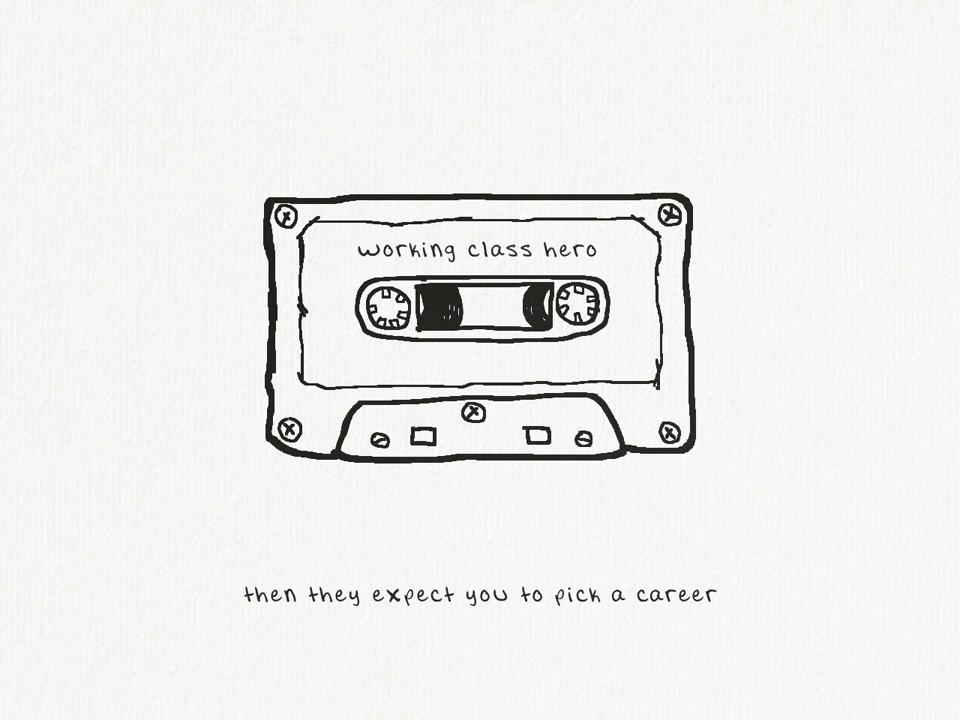 working class hero
then they expect you to pick a career